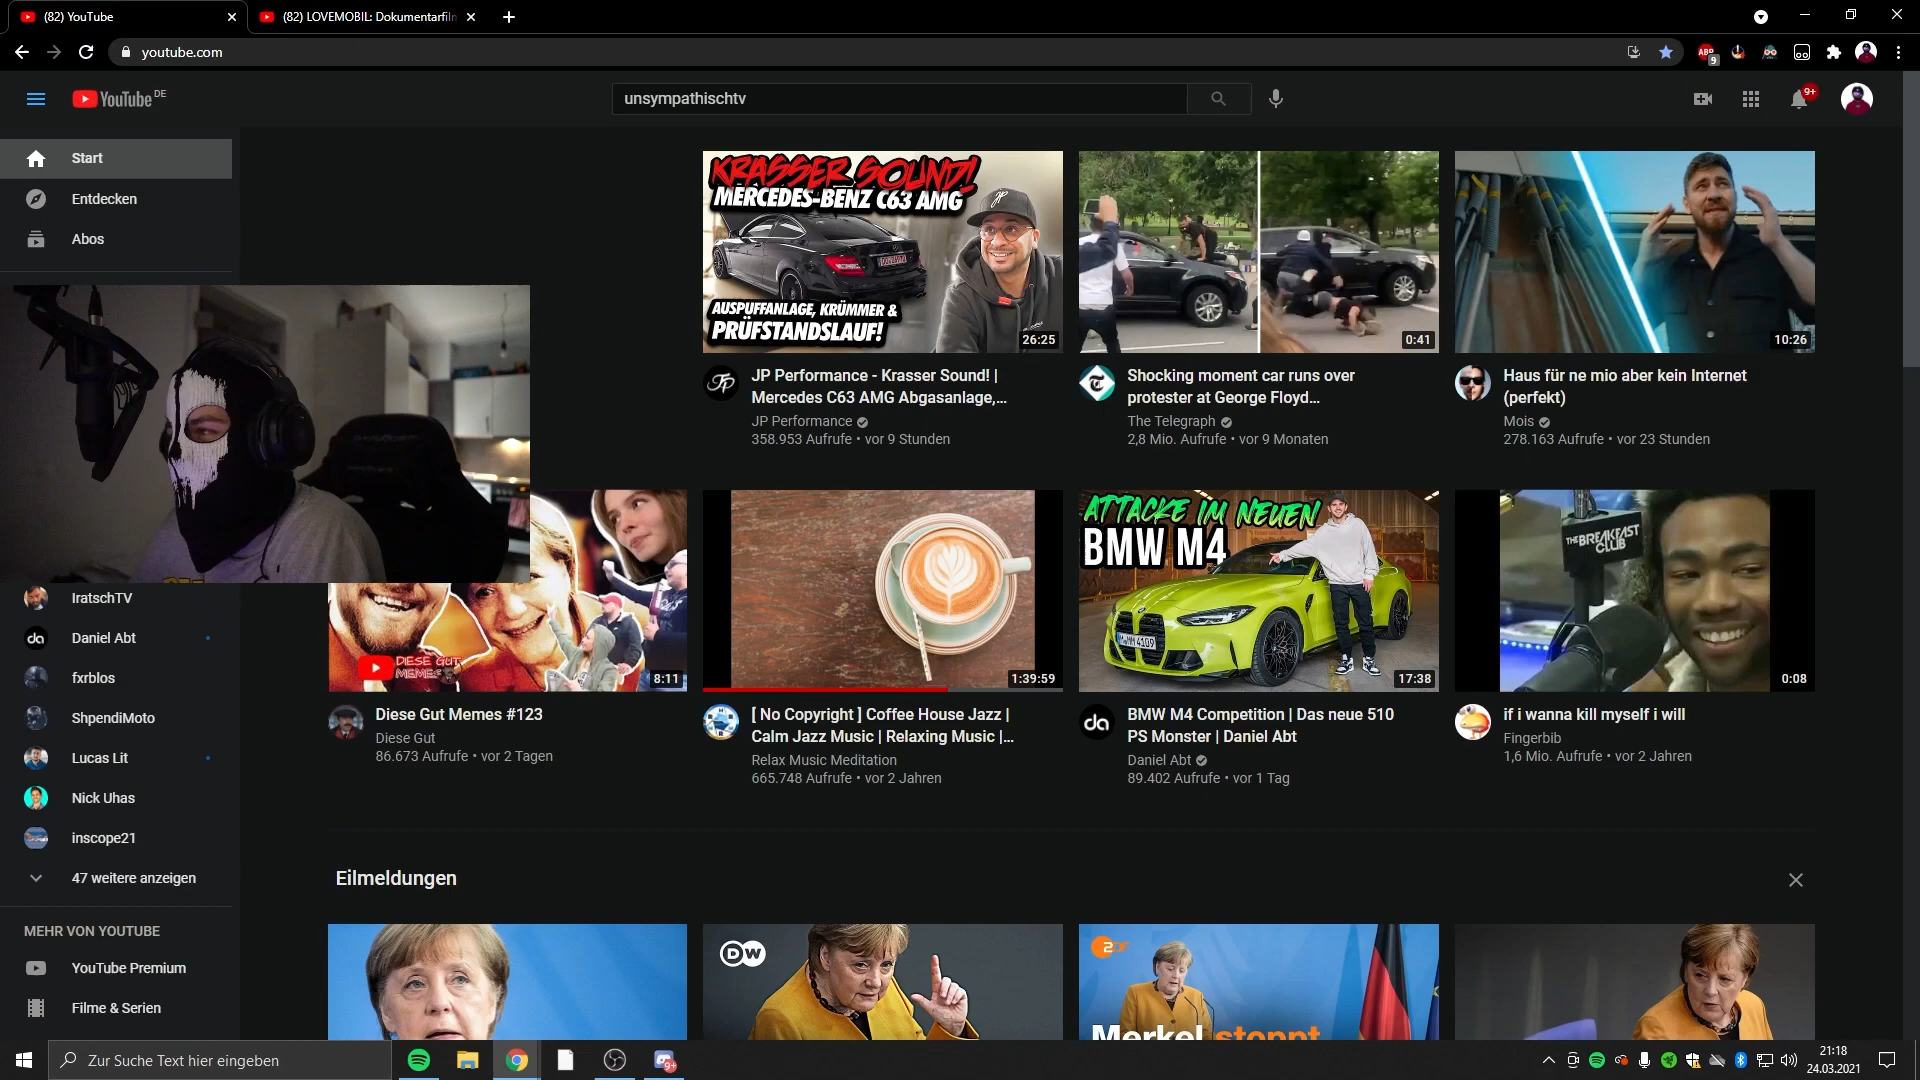 (82) YouTube
(82) LOVEMOBIL: Dokumentarfilm
youtube.com
ABP
9
YouTube DE
unsympathischtv
9+
Start
Entdecken
Abos
KRASSER SOUND!
MERCEDES-BENZ C63 AMG
AUSPUFFANLAGE, KRÜMMER &
PRÜFSTANDSLAUF!
26:25
0:41
10:26
JP Performance - Krasser Sound! |
Mercedes C63 AMG Abgasanlage,...
JP Performance
358.953 Aufrufe • vor 9 Stunden
Shocking moment car runs over
protester at George Floyd...
The Telegraph
2,8 Mio. Aufrufe • vor 9 Monaten
Haus für ne mio aber kein Internet
(perfekt)
Mois
278.163 Aufrufe • vor 23 Stunden
IratschTV
Daniel Abt
fxrblos
ShpendiMoto
Lucas Lit
Nick Uhas
inscope21
47 weitere anzeigen
MEHR VON YOUTUBE
YouTube Premium
Filme & Serien
DIESE GUT
MEMES
8:11
1:39:59
ATTACKE IM NEUEN
BMW M4
17:38
THE BREAKFAST
CLUB
0:08
Diese Gut Memes #123
Diese Gut
86.673 Aufrufe • vor 2 Tagen
[ No Copyright ] Coffee House Jazz |
Calm Jazz Music | Relaxing Music |...
Relax Music Meditation
665.748 Aufrufe • vor 2 Jahren
BMW M4 Competition | Das neue 510
PS Monster | Daniel Abt
Daniel Abt
89.402 Aufrufe • vor 1 Tag
if i wanna kill myself i will
Fingerbib
1,6 Mio. Aufrufe • vor 2 Jahren
Eilmeldungen
DW
ZDF
Merkel stoppt
Zur Suche Text hier eingeben
9+
21:18
24.03.2021